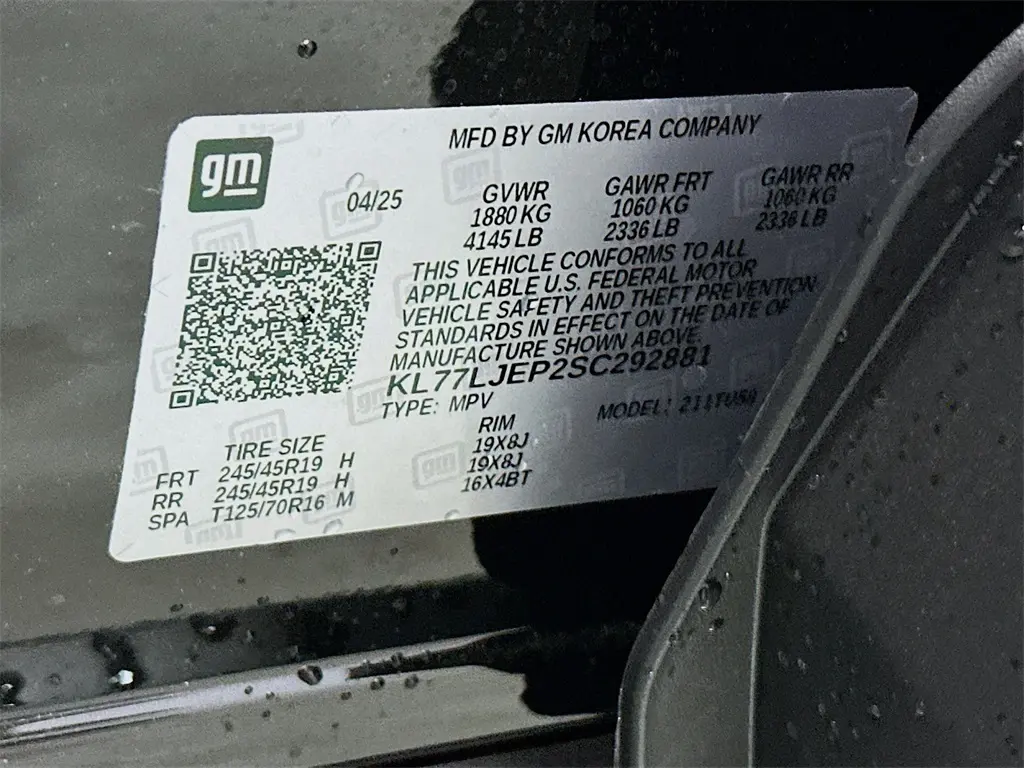 gm
MFD BY GM KOREA COMPANY
04/25
GVWR GAWR FRT GAWR RR
1880 KG 1060 KG 1060 KG
4145 LB 2336 LB 2336 LB
THIS VEHICLE CONFORMS TO ALL
APPLICABLE U.S. FEDERAL MOTOR
VEHICLE SAFETY AND THEFT PREVENTION
STANDARDS IN EFFECT ON THE DATE OF
MANUFACTURE SHOWN ABOVE.
KL77LJEP2SC292881
TYPE: MPV MODEL:
TIRE SIZE RIM
FRT 245/45R19 H 19X8J
RR 245/45R19 H 19X8J
SPA T125/70R16 M 16X4BT